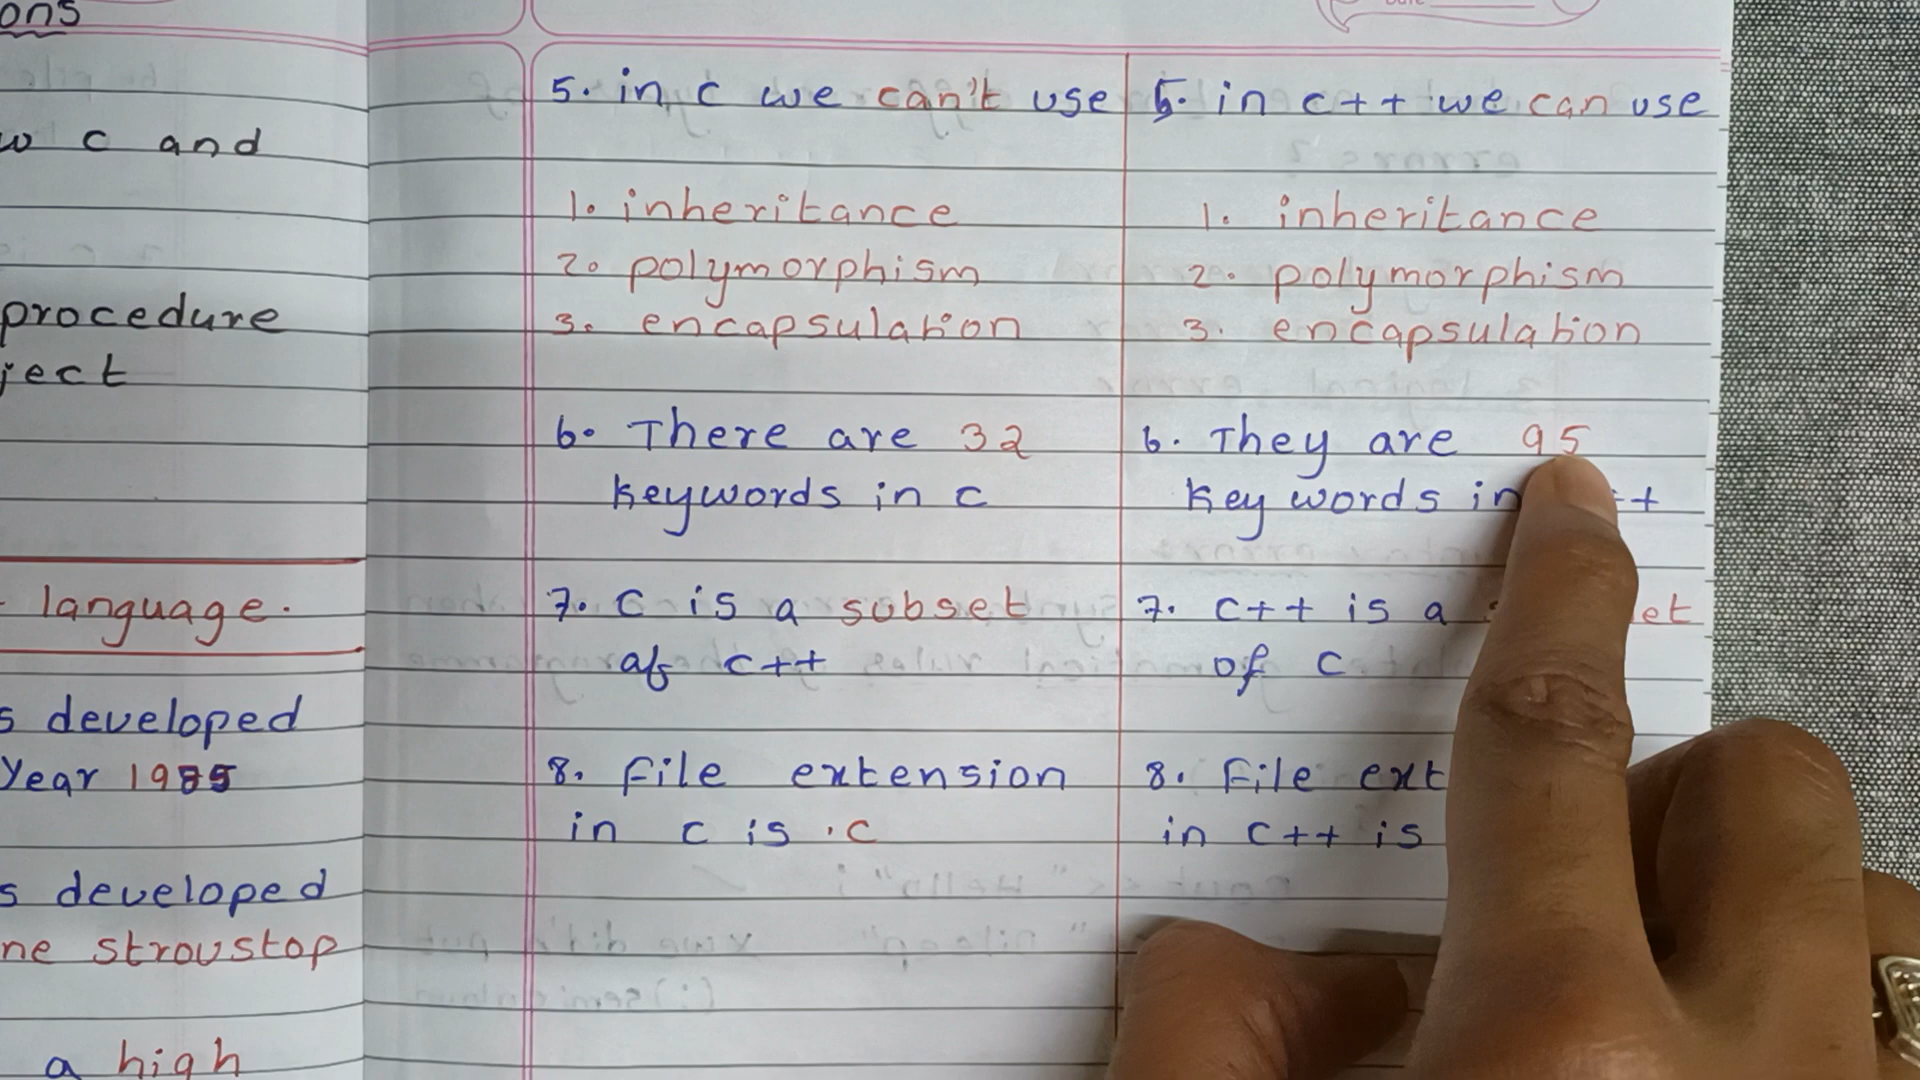 ons
w c and
procedure
ject
language.
s developed
Year 1985
s developed
ne stroustop
a high
5. in c we can't use
1. inheritance
2. polymorphism
3. encapsulation
6. There are 32
keywords in c
7. C is a subset
of c++
8. File extension
in c is .C
5. in c++ we can use
1. inheritance
2. polymorphism
3. encapsulation
6. They are 95
key words in ++
7. C++ is a et
of C
8. File ext
in C++ is